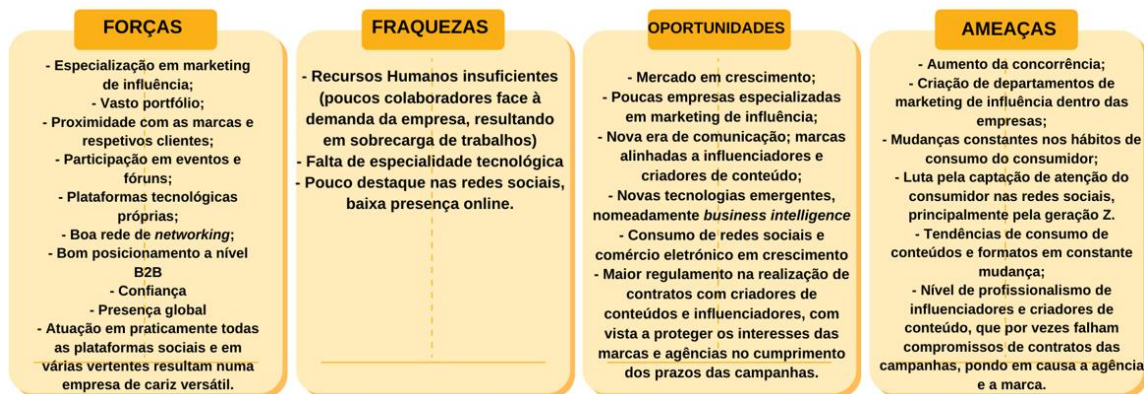 FORÇAS
- Especialização em marketing
de influência;
- Vasto portfólio;
- Proximidade com as marcas e
respetivos clientes;
- Participação em eventos e
fóruns;
- Plataformas tecnológicas
próprias;
- Boa rede de networking;
- Bom posicionamento a nível
B2B
- Confiança
- Presença global
- Atuação em praticamente todas
as plataformas sociais e em
várias vertentes resultam numa
empresa de cariz versátil.
FRAQUEZAS
- Recursos Humanos insuficientes
(poucos colaboradores face à
demanda da empresa, resultando
em sobrecarga de trabalhos)
- Falta de especialidade tecnológica
- Pouco destaque nas redes sociais,
baixa presença online.
OPORTUNIDADES
- Mercado em crescimento;
- Poucas empresas especializadas
em marketing de influência;
- Nova era de comunicação; marcas
alinhadas a influenciadores e
criadores de conteúdo;
- Novas tecnologias emergentes,
nomeadamente business intelligence
- Consumo de redes sociais e
comércio eletrónico em crescimento
- Maior regulamento na realização de
contratos com criadores de
conteúdos e influenciadores, com
vista a proteger os interesses das
marcas e agências no cumprimento
dos prazos das campanhas.
AMEAÇAS
- Aumento da concorrência;
- Criação de departamentos de
marketing de influência dentro das
empresas;
- Mudanças constantes nos hábitos de
consumo do consumidor;
- Luta pela captação de atenção do
consumidor nas redes sociais,
principalmente pela geração Z.
- Tendências de consumo de
conteúdos e formatos em constante
mudança;
- Nível de profissionalismo de
influenciadores e criadores de
conteúdo, que por vezes falham
compromissos de contratos das
campanhas, pondo em causa a agência
e a marca.